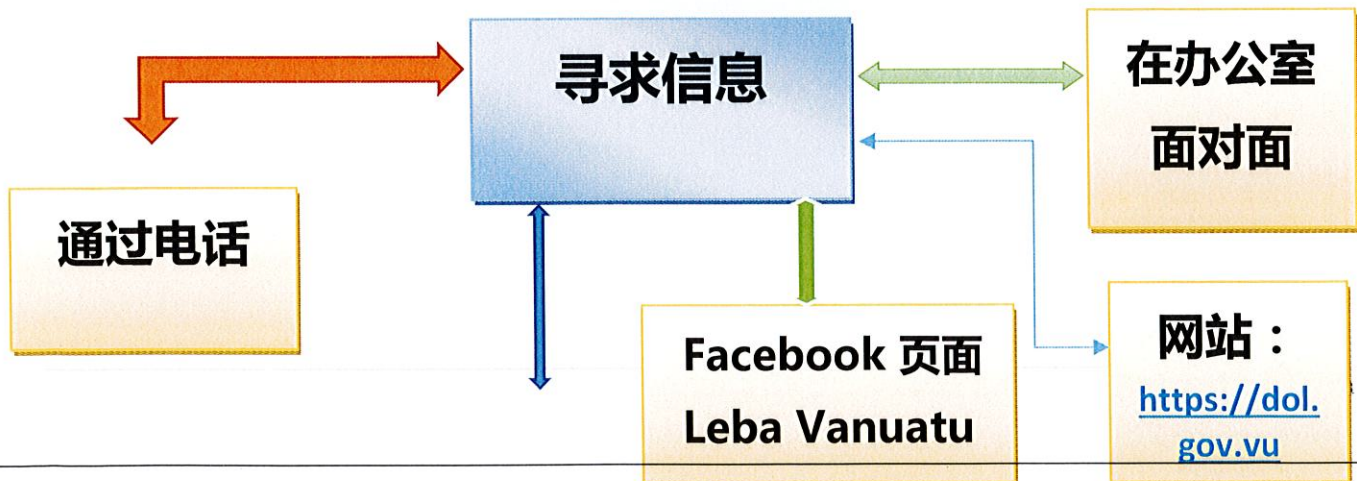 寻求信息
在办公室
面对面
通过电话
Facebook 页面
Leba Vanuatu
网站：
https://dol.
gov.vu